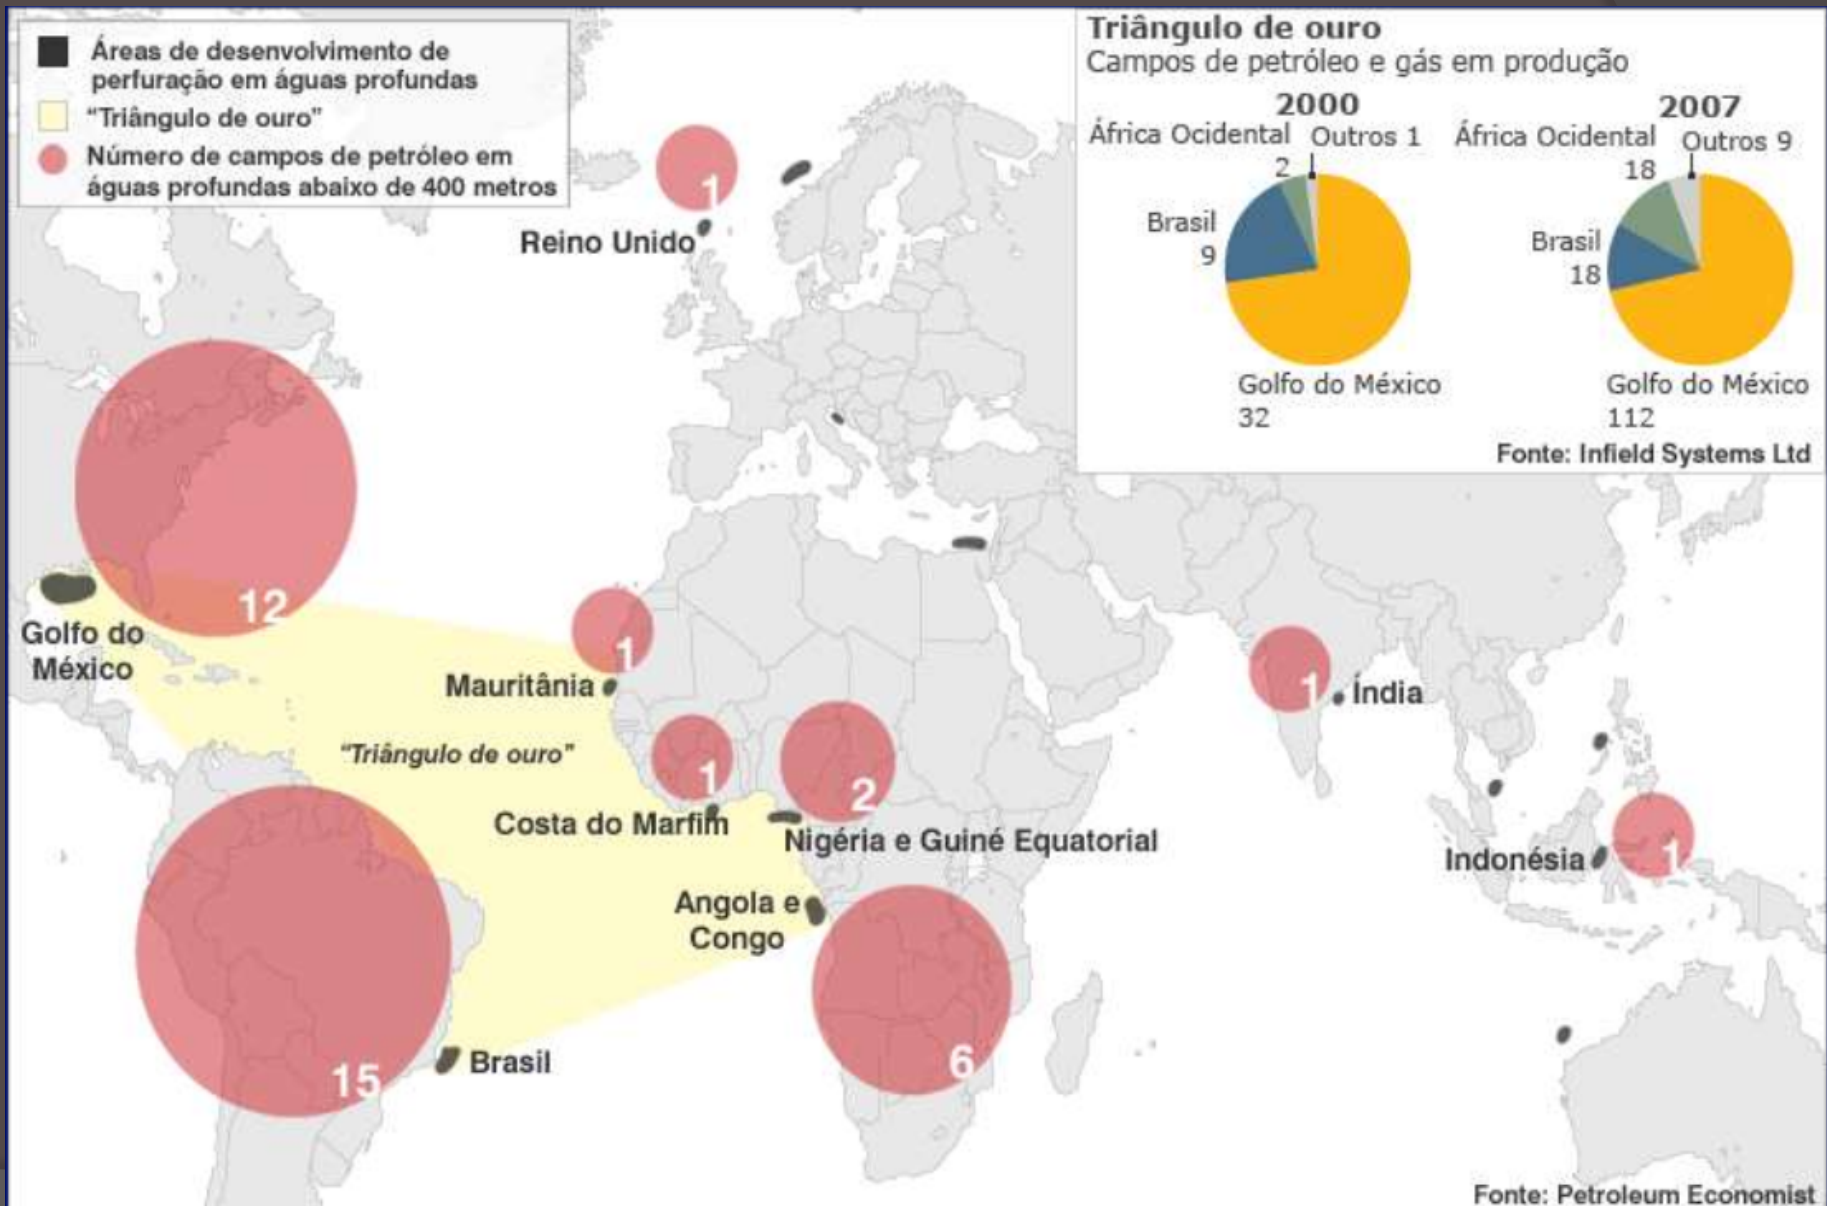 Áreas de desenvolvimento de
perfuração em águas profundas
“Triângulo de ouro”
Número de campos de petróleo em
águas profundas abaixo de 400 metros
Triângulo de ouro
Campos de petróleo e gás em produção
2000
África Ocidental
2
Outros 1
Brasil
9
Golfo do México
32
2007
África Ocidental
18
Outros 9
Brasil
18
Golfo do México
112
Fonte: Infield Systems Ltd
1
Reino Unido
12
Golfo do
México
1
Mauritânia
“Triângulo de ouro”
1
Costa do Marfim
2
Nigéria e Guiné Equatorial
1
Índia
1
Indonésia
Angola e
Congo
6
15
Brasil
Fonte: Petroleum Economist